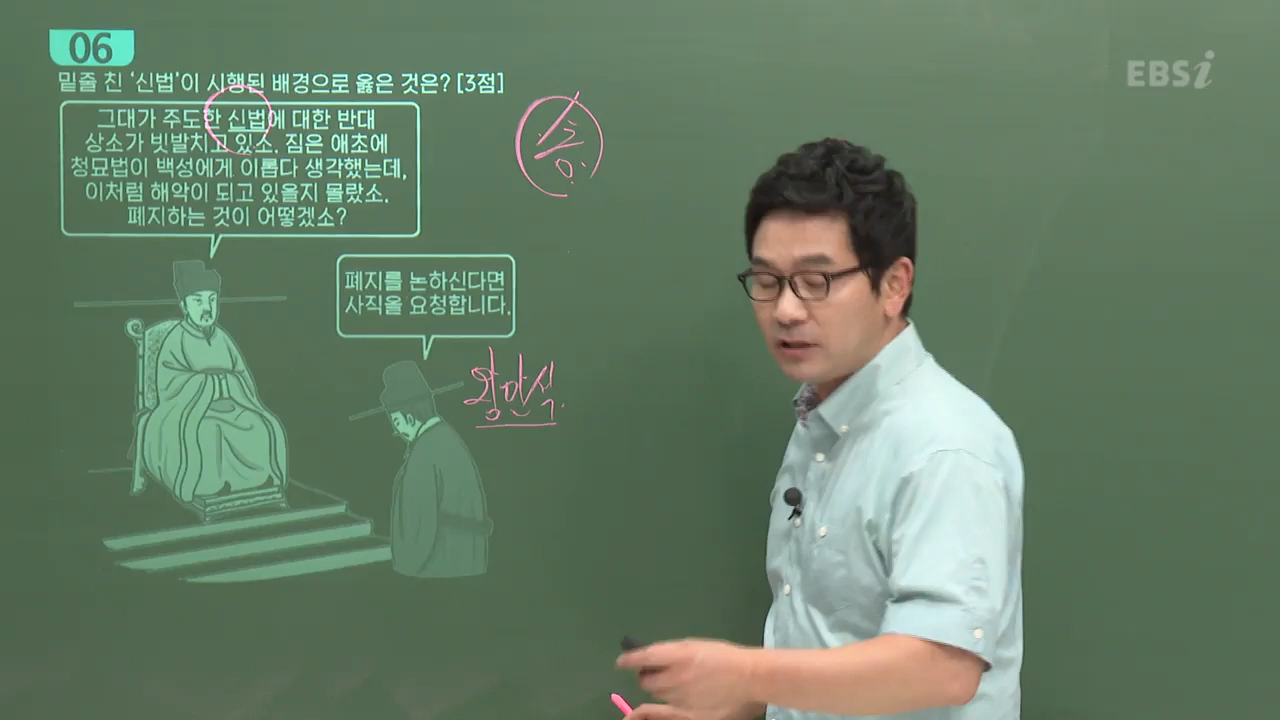 06
EBSi
밑줄 친 ‘신법’이 시행된 배경으로 옳은 것은? [3점]
그대가 주도한 신법에 대한 반대
상소가 빗발치고 있소. 짐은 애초에
청묘법이 백성에게 이롭다 생각했는데,
이처럼 해악이 되고 있을지 몰랐소.
폐지하는 것이 어떻겠소?
송
폐지를 논하신다면
사직을 요청합니다.
왕안석.